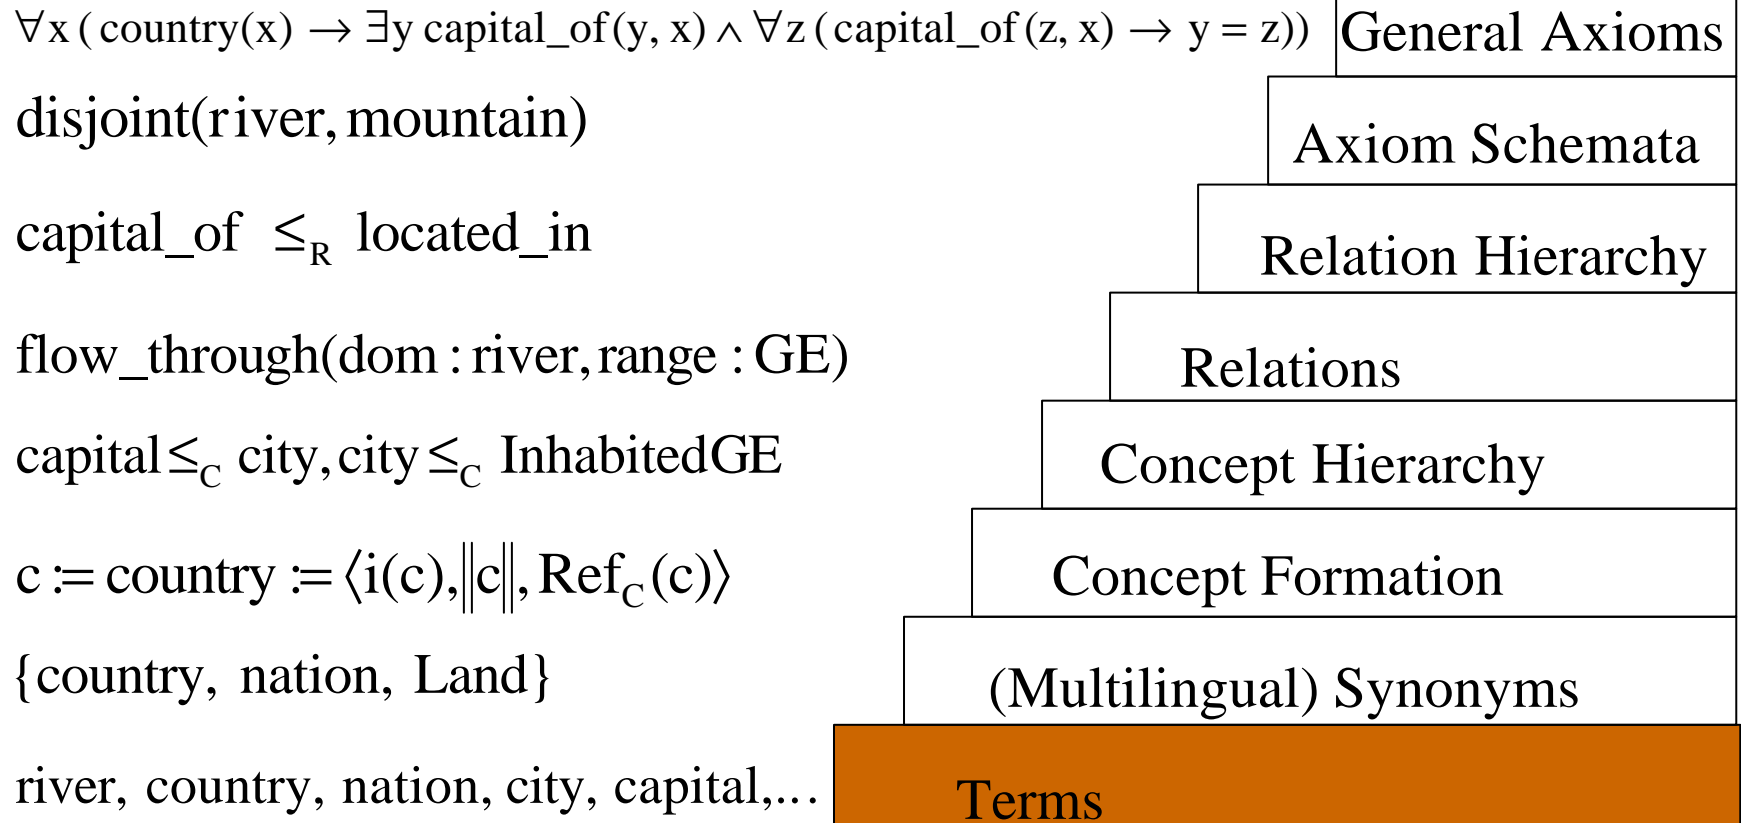 ∀x ( country(x) → ∃y capital_of(y, x) ∧ ∀z ( capital_of(z, x) → y = z)) General Axioms
disjoint(river, mountain) Axiom Schemata
capital_of ≤R located_in Relation Hierarchy
flow_through(dom : river, range : GE) Relations
capital ≤C city, city ≤C InhabitedGE Concept Hierarchy
c := country := ⟨i(c), ‖c‖, RefC(c)⟩ Concept Formation
{country, nation, Land} (Multilingual) Synonyms
river, country, nation, city, capital,... Terms